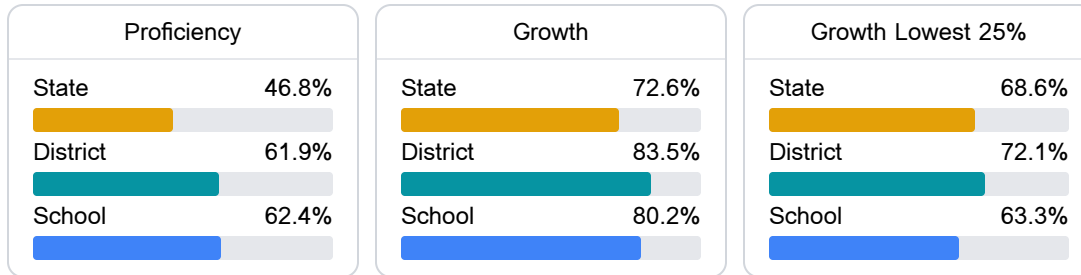 Proficiency
State 46.8%
District 61.9%
School 62.4%
Growth
State 72.6%
District 83.5%
School 80.2%
Growth Lowest 25%
State 68.6%
District 72.1%
School 63.3%